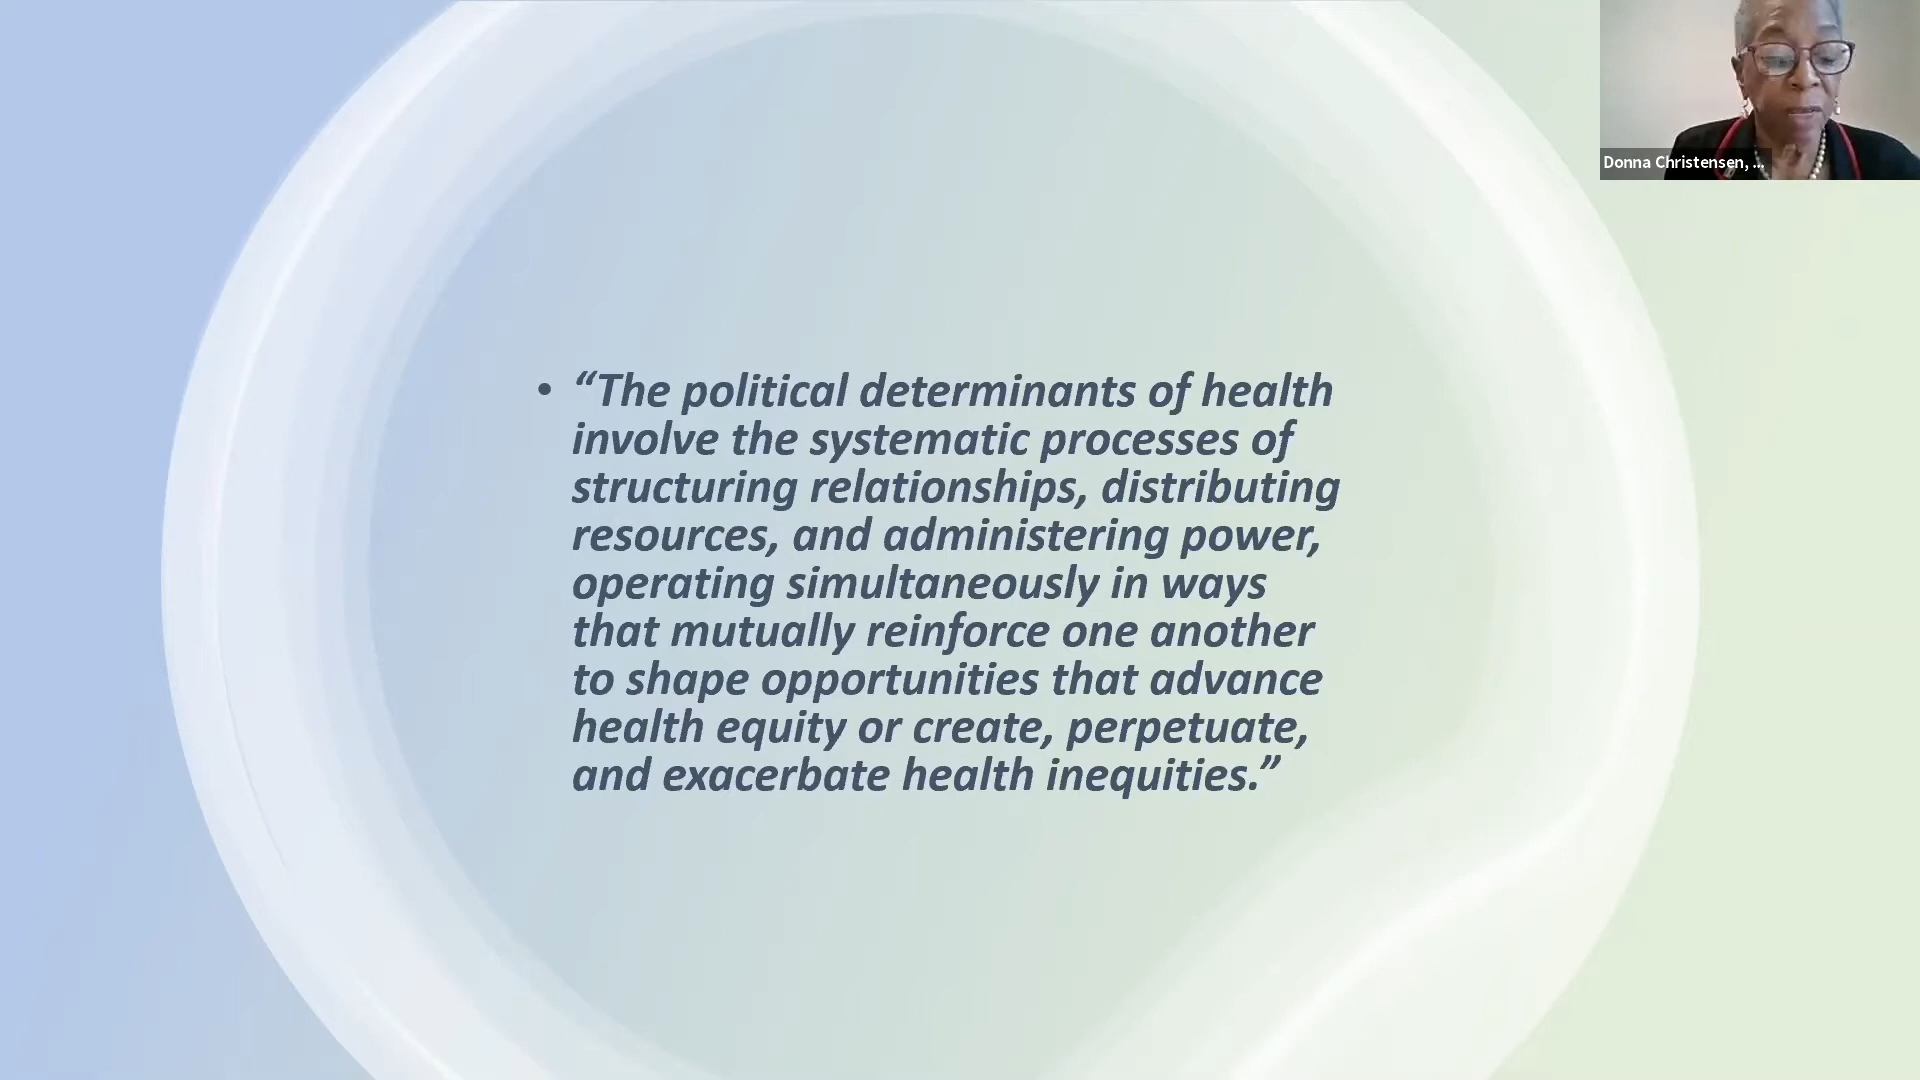 Donna Christensen, ...
• “The political determinants of health
involve the systematic processes of
structuring relationships, distributing
resources, and administering power,
operating simultaneously in ways
that mutually reinforce one another
to shape opportunities that advance
health equity or create, perpetuate,
and exacerbate health inequities.”